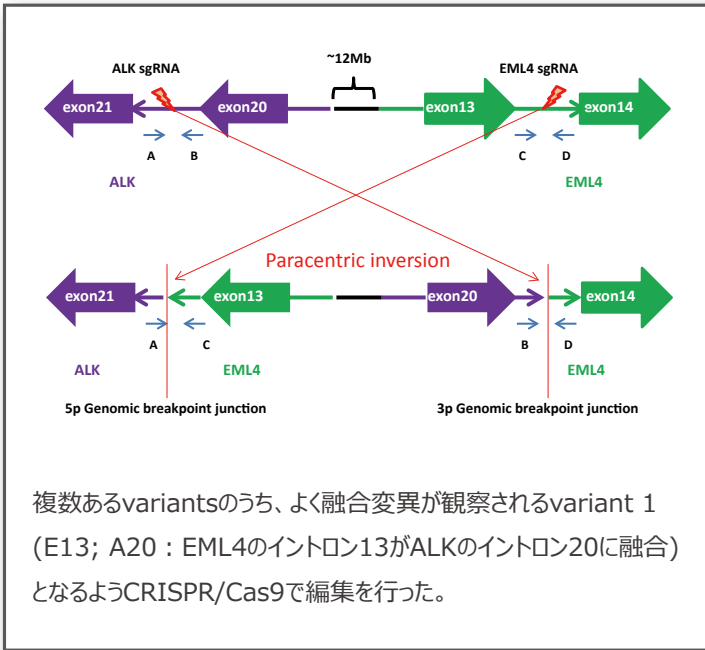 ~12Mb
ALK sgRNA
EML4 sgRNA
exon21
exon20
exon13
exon14
A
B
C
D
ALK
EML4
Paracentric inversion
exon21
exon13
exon20
exon14
A
C
B
D
ALK
EML4
EML4
5p Genomic breakpoint junction
3p Genomic breakpoint junction
複数あるvariantsのうち、よく融合変異が観察されるvariant 1
(E13; A20：EML4のイントロン13がALKのイントロン20に融合)
となるようCRISPR/Cas9で編集を行った。